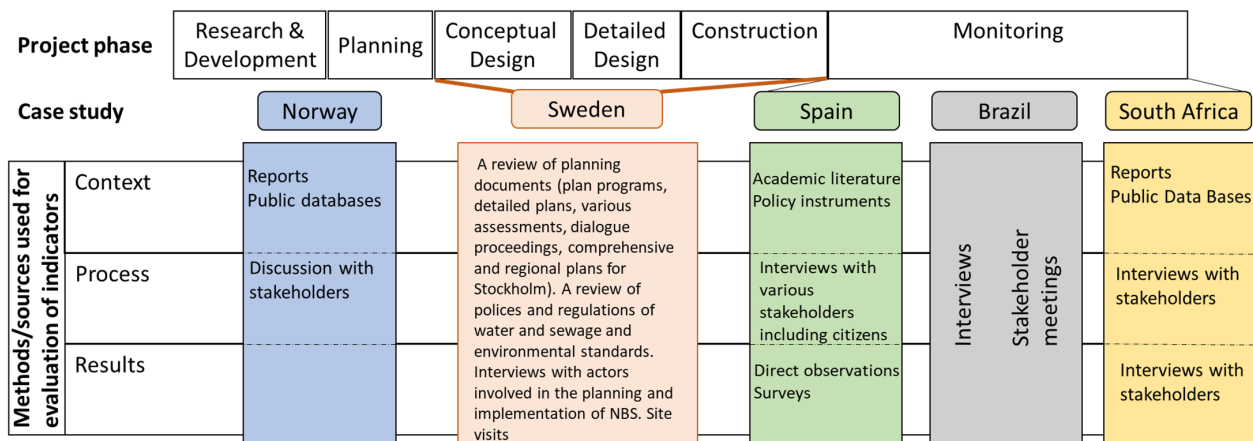 Project phase
Research &
Development
Planning
Conceptual
Design
Detailed
Design
Construction
Monitoring
Case study
Norway
Sweden
Spain
Brazil
South Africa
Methods/sources used for
evaluation of indicators
Context
Process
Results
Reports
Public databases
Discussion with
stakeholders
A review of planning
documents (plan programs,
detailed plans, various
assessments, dialogue
proceedings, comprehensive
and regional plans for
Stockholm). A review of
polices and regulations of
water and sewage and
environmental standards.
Interviews with actors
involved in the planning and
implementation of NBS. Site
visits
Academic literature
Policy instruments
Interviews with
various
stakeholders
including citizens
Direct observations
Surveys
Interviews
Stakeholder
meetings
Reports
Public Data Bases
Interviews with
stakeholders
Interviews with
stakeholders